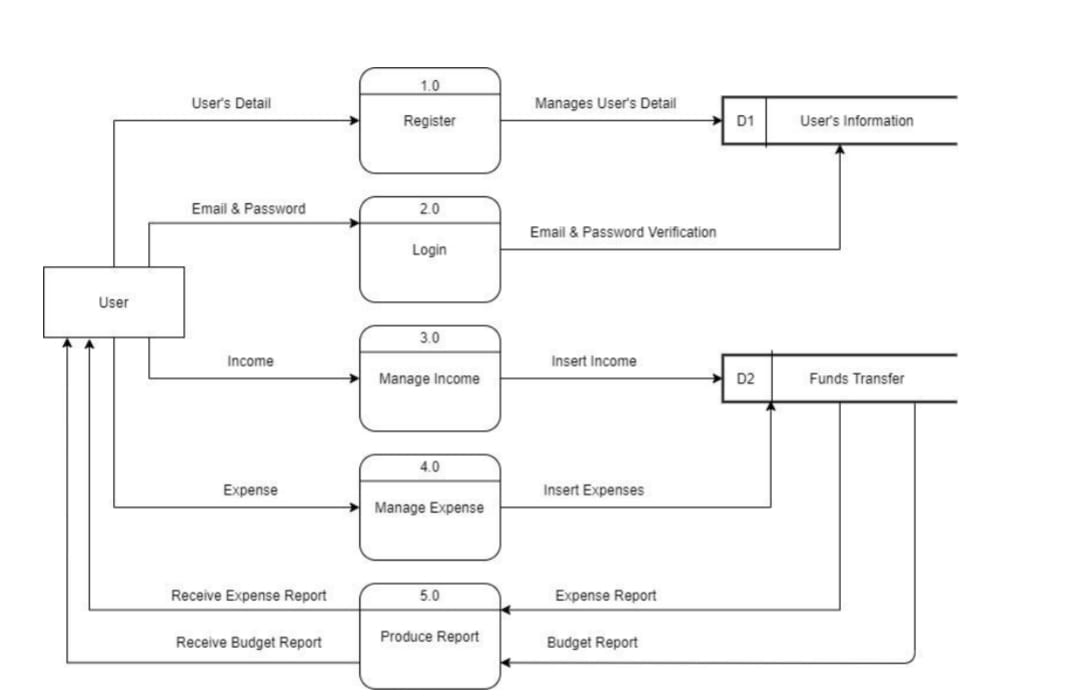 1.0
User's Detail
Manages User's Detail
Register
D1
User's Information
Email & Password
2.0
Email & Password Verification
Login
User
3.0
Income
Insert Income
Manage Income
D2
Funds Transfer
4.0
Expense
Insert Expenses
Manage Expense
Receive Expense Report
5.0
Expense Report
Produce Report
Receive Budget Report
Budget Report